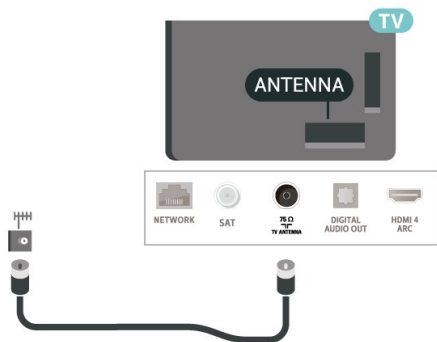 TV
ANTENNA
NETWORK
SAT
75 Ω
TV ANTENNA
DIGITAL
AUDIO OUT
HDMI 4
ARC